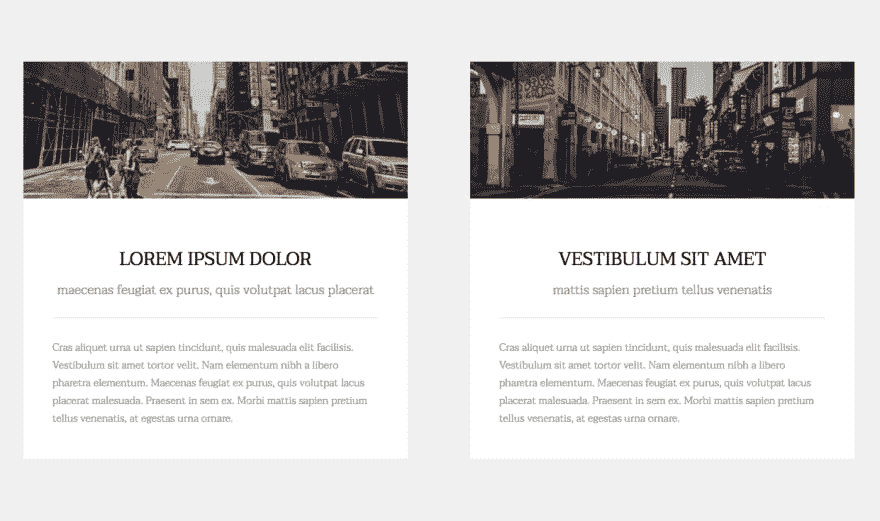 LOREM IPSUM DOLOR
maecenas feugiat ex purus, quis volutpat lacus placerat
Cras aliquet urna ut sapien tincidunt, quis malesuada elit facilisis.
Vestibulum sit amet tortor velit. Nam elementum nibh a libero
pharetra elementum. Maecenas feugiat ex purus, quis volutpat lacus
placerat malesuada. Praesent in sem ex. Morbi mattis sapien pretium
tellus venenatis, at egestas urna ornare.
VESTIBULUM SIT AMET
mattis sapien pretium tellus venenatis
Cras aliquet urna ut sapien tincidunt, quis malesuada elit facilisis.
Vestibulum sit amet tortor velit. Nam elementum nibh a libero
pharetra elementum. Maecenas feugiat ex purus, quis volutpat lacus
placerat malesuada. Praesent in sem ex. Morbi mattis sapien pretium
tellus venenatis, at egestas urna ornare.